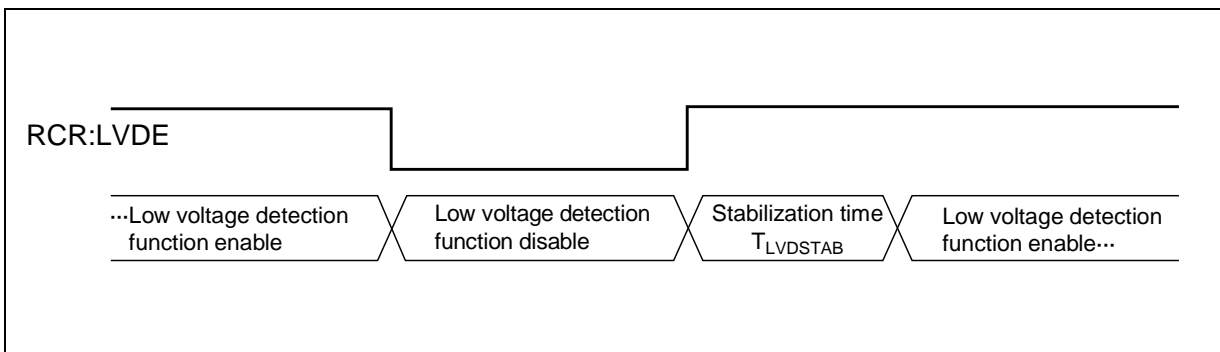 RCR:LVDE
···Low voltage detection
function enable
Low voltage detection
function disable
Stabilization time
TLVDSTAB
Low voltage detection
function enable···